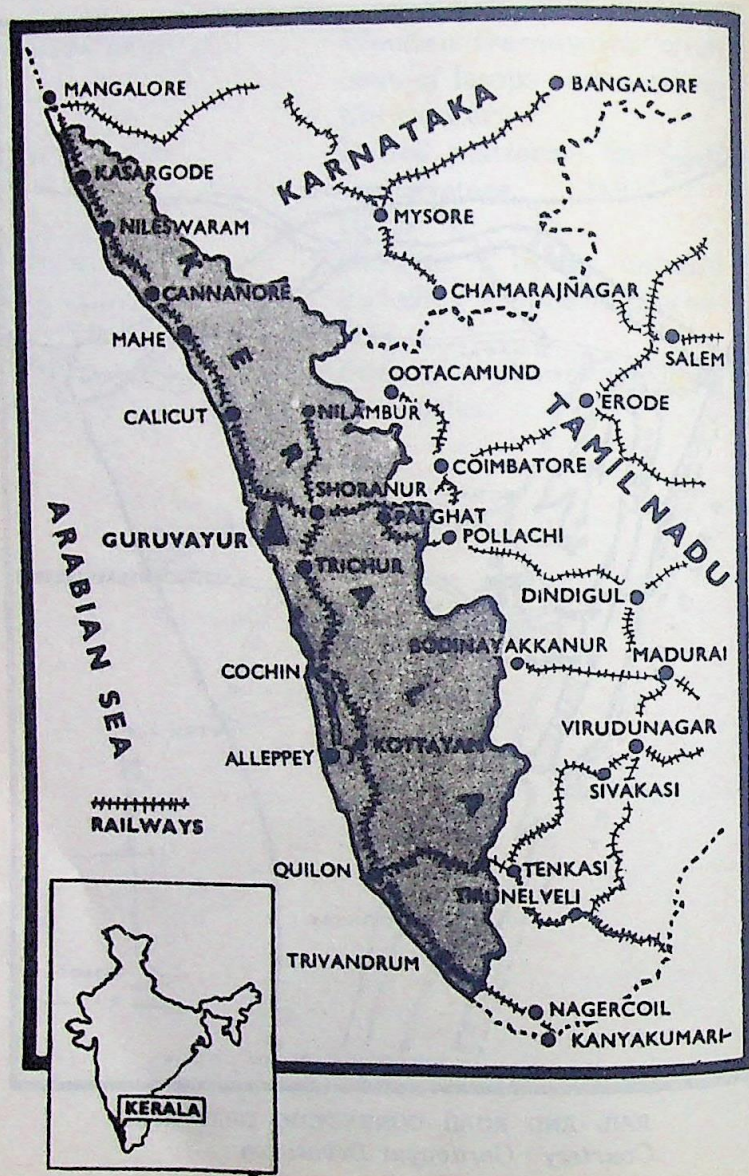 MANGALORE
BANGALORE
KARNATAKA
KASARGODE
MYSORE
NILESWARAM
CANNANORE
CHAMARAJNAGAR
MAHE
SALEM
OOTACAMUND
ERODE
CALICUT
NILAMBUR
TAMIL NADU
COIMBATORE
SHORANUR
PALGHAT
GURUVAYUR
POLLACHI
TRICHUR
DINDIGUL
ARABIAN SEA
KERALA
BODINAYAKKANUR
MADURAI
COCHIN
VIRUDUNAGAR
KOTTAYAN
ALLEPPEY
SIVAKASI
RAILWAYS
QUILON
TENKASI
TIRUNELVELI
TRIVANDRUM
NAGERCOIL
KANYAKUMARI
KERALA